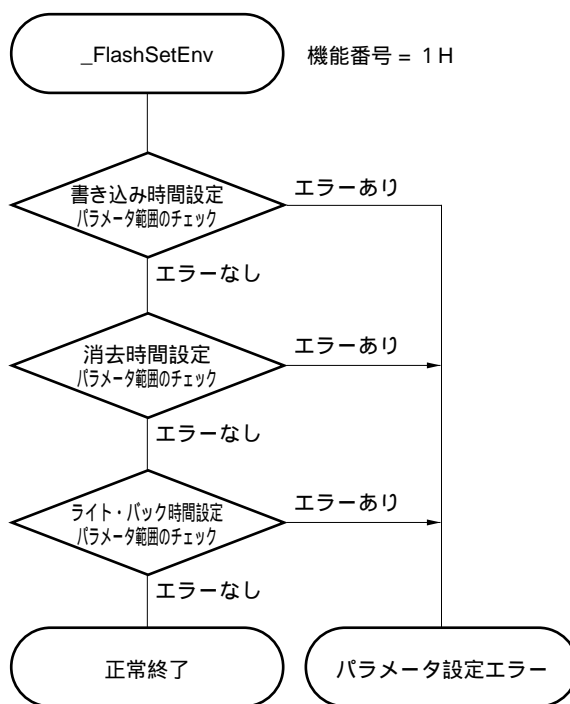 _FlashSetEnv
機能番号 = 1H
書き込み時間設定
パラメータ範囲のチェック
エラーあり
エラーなし
消去時間設定
パラメータ範囲のチェック
エラーあり
エラーなし
ライト・バック時間設定
パラメータ範囲のチェック
エラーあり
エラーなし
正常終了
パラメータ設定エラー